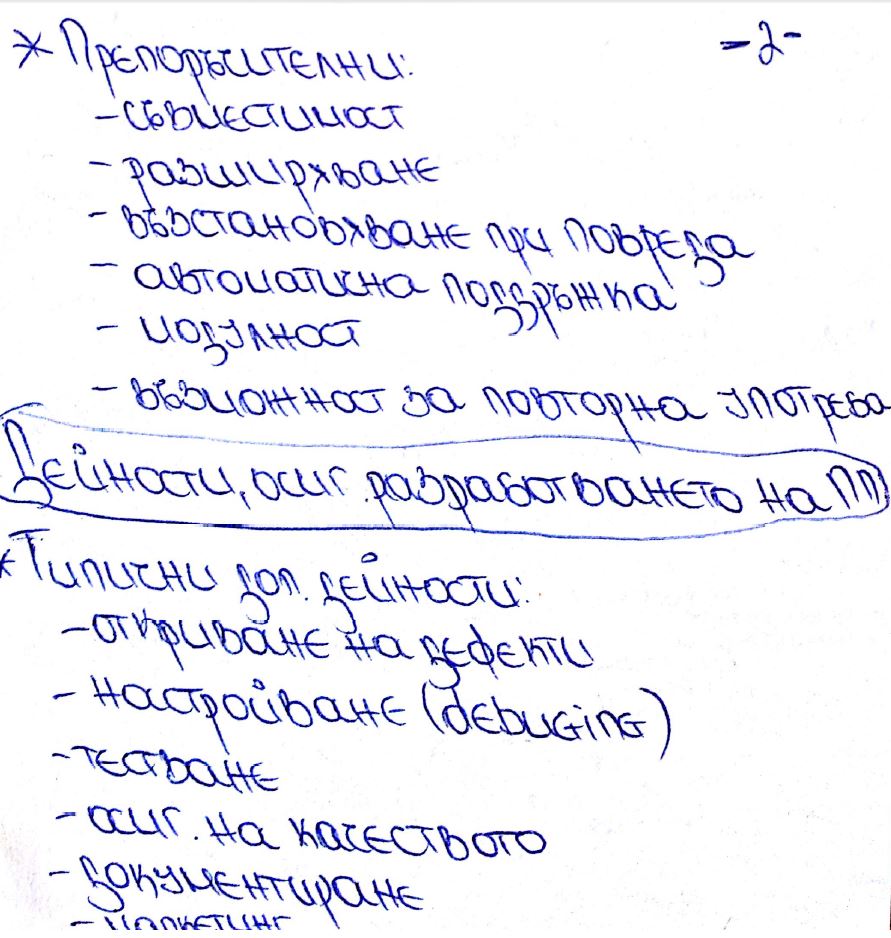 * Препоръчителни:
-2-
- съвместимост
- разширяване
- възстановяване при повреда
- автоматична поддръжка
- модулност
- възможност за повторна употреба
Дейности, осиг. разработването на ПП
* Типични доп. дейности:
- откриване на дефекти
- настройване (debuging)
- тестване
- осиг. на качеството
- документиране
- маркетинг